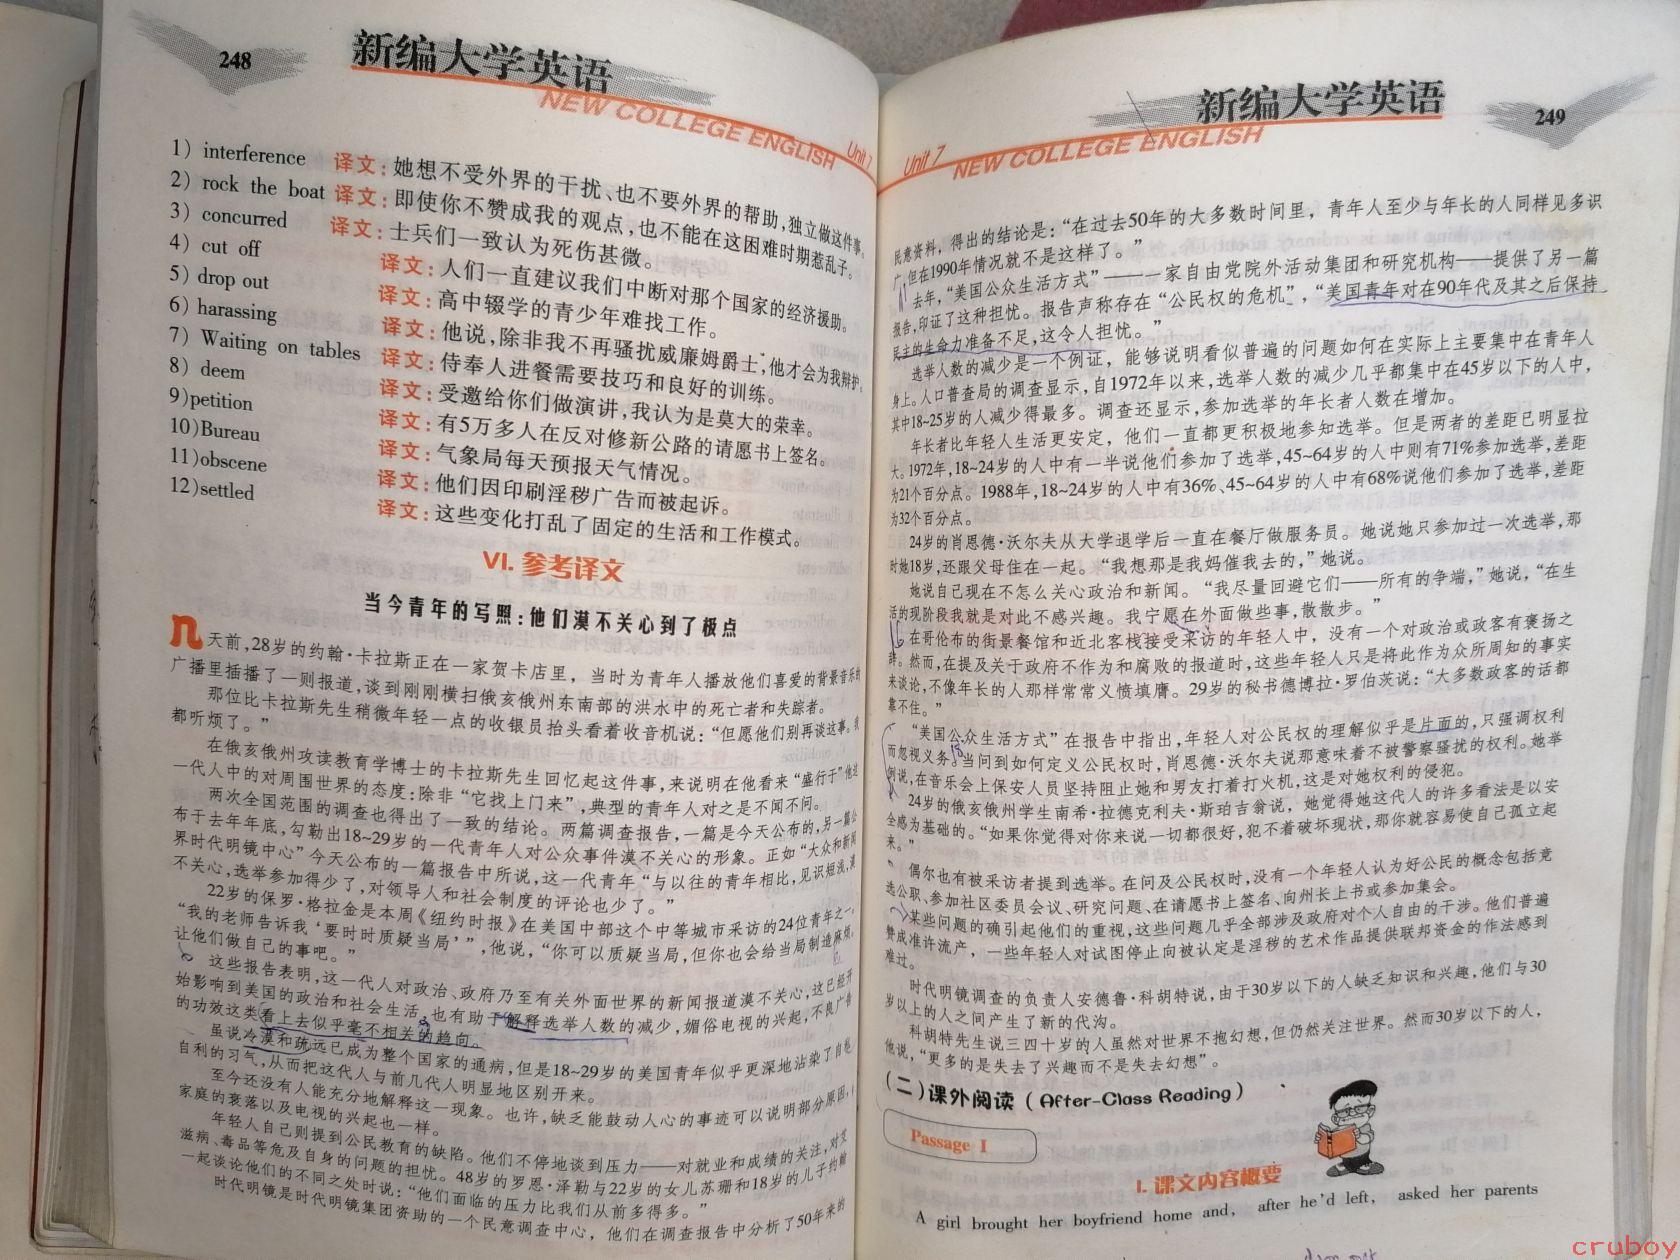 248
新编大学英语
NEW COLLEGE ENGLISH
Unit 7
1) interference 译文:她想不受外界的干扰、也不要外界的帮助,独立做这件事。
2) rock the boat 译文:即使你不赞成我的观点,也不能在这困难时期惹乱子。
3) concurred 译文:士兵们一致认为死伤甚微。
4) cut off 译文:人们一直建议我们中断对那个国家的经济援助。
5) drop out 译文:高中辍学的青少年难找工作。
6) harassing 译文:他说,除非我不再骚扰威廉姆爵士,他才会为我辩护。
7) Waiting on tables 译文:侍奉人进餐需要技巧和良好的训练。
8) deem 译文:受邀给你们做演讲,我认为是莫大的荣幸。
9)petition 译文:有5万多人在反对修新公路的请愿书上签名。
10)Bureau 译文:气象局每天预报天气情况。
11)obscene 译文:他们因印刷淫秽广告而被起诉。
12)settled 译文:这些变化打乱了固定的生活和工作模式。
VI. 参考译文
当今青年的写照:他们漠不关心到了极点
几天前,28岁的约翰·卡拉斯正在一家贺卡店里,当时为青年人播放他们喜爱的背景音乐的
广播里插播了一则报道,谈到刚刚横扫俄亥俄州东南部的洪水中的死亡者和失踪者。
那位比卡拉斯先生稍微年轻一点的收银员抬头看着收音机说:“但愿他们别再谈这事。我
都听烦了。”
在俄亥俄州攻读教育学博士的卡拉斯先生回忆起这件事,来说明在他看来“盛行于”他这
一代人中的对周围世界的态度:除非“它找上门来”,典型的青年人对之是不闻不问。
两次全国范围的调查也得出了一致的结论。两篇调查报告,一篇是今天公布的,另一篇公
布于去年年底,勾勒出18~29岁的一代青年人对公众事件漠不关心的形象。正如“大众和新闻
界时代明镜中心”今天公布的一篇报告中所说,这一代青年“与以往的青年相比,见识短浅,漠
不关心,选举参加得少了,对领导人和社会制度的评论也少了。”
22岁的保罗·格拉金是本周《纽约时报》在美国中部这个中等城市采访的24位青年之一。
“我的老师告诉我‘要时时质疑当局’”,他说,“你可以质疑当局,但你也会给当局制造麻烦。
让他们做自己的事吧。”
这些报告表明,这一代人对政治、政府乃至有关外面世界的新闻报道漠不关心,这已经开
始影响到美国的政治和社会生活,也有助于解释选举人数的减少,媚俗电视的兴起,不良广告
的功效这类看上去似乎毫不相关的趋向。
虽说冷漠和疏远已成为整个国家的通病,但是18~29岁的美国青年似乎更深地沾染了自私
自利的习气,从而把这代人与前几代人明显地区别开来。
至今还没有人能充分地解释这一现象。也许,缺乏能鼓动人心的事迹可以说明部分原因,
家庭的衰落以及电视的兴起也一样。
年轻人自己则提到公民教育的缺陷。他们不停地谈到压力——对就业和成绩的关注,对艾
滋病、毒品等危及自身的问题的担忧。48岁的罗恩·泽勒与22岁的女儿苏珊和18岁的儿子约翰
一起谈论他们的不同之处时说:“他们面临的压力比我们从前多得多。”
时代明镜是时代明镜集团资助的一个民意调查中心,他们在调查报告中分析了50年来的
新编大学英语
249
Unit 7
NEW COLLEGE ENGLISH
民意资料,得出的结论是:“在过去50年的大多数时间里,青年人至少与年长的人同样见多识
广,但在1990年情况就不是这样了。”
去年,“美国公众生活方式”——一家自由党院外活动集团和研究机构——提供了另一篇
报告,印证了这种担忧。报告声称存在“公民权的危机”,“美国青年对在90年代及其之后保持
民主的生命力准备不足,这令人担忧。”
选举人数的减少是一个例证,能够说明看似普遍的问题如何在实际上主要集中在青年人
身上。人口普查局的调查显示,自1972年以来,选举人数的减少几乎都集中在45岁以下的人中,
其中18~25岁的人减少得最多。调查还显示,参加选举的年长者人数在增加。
年长者比年轻人生活更安定,他们一直都更积极地参知选举。但是两者的差距已明显拉
大。1972年,18~24岁的人中有一半说他们参加了选举,45~64岁的人中则有71%参加选举,差距
为21个百分点。1988年,18~24岁的人中有36%、45~64岁的人中有68%说他们参加了选举,差距
为32个百分点。
24岁的肖恩德·沃尔夫从大学退学后一直在餐厅做服务员。她说她只参加过一次选举,那
时她18岁,还跟父母住在一起。“我想那是我妈催我去的,”她说。
她说自己现在不怎么关心政治和新闻。“我尽量回避它们——所有的争端,”她说,“在生
活的现阶段我就是对此不感兴趣。我宁愿在外面做些事,散散步。”
16
在哥伦布的街景餐馆和近北客栈接受采访的年轻人中,没有一个对政治或政客有褒扬之
辞。然而,在提及关于政府不作为和腐败的报道时,这些年轻人只是将此作为众所周知的事实
来谈论,不像年长的人那样常常义愤填膺。29岁的秘书德博拉·罗伯茨说:“大多数政客的话都
靠不住。”
“美国公众生活方式”在报告中指出,年轻人对公民权的理解似乎是片面的,只强调权利
而忽视义务。当问到如何定义公民权时,肖恩德·沃尔夫说那意味着不被警察骚扰的权利。她举
例说,在音乐会上保安人员坚持阻止她和男友打着打火机,这是对她权利的侵犯。
18
24岁的俄亥俄州学生南希·拉德克利夫·斯珀吉翁说,她觉得她这代人的许多看法是以安
全感为基础的。“如果你觉得对你来说一切都很好,犯不着破坏现状,那你就容易使自己孤立起
来。”
偶尔也有被采访者提到选举。在问及公民权时,没有一个年轻人认为好公民的概念包括竞
选公职、参加社区委员会议、研究问题、在请愿书上签名、向州长上书或参加集会。
某些问题的确引起他们的重视,这些问题几乎全部涉及政府对个人自由的干涉。他们普遍
赞成准许流产,一些年轻人对试图停止向被认定是淫秽的艺术作品提供联邦资金的作法感到
难过。
时代明镜调查的负责人安德鲁·科胡特说,由于30岁以下的人缺乏知识和兴趣,他们与30
岁以上的人之间产生了新的代沟。
科胡特先生说三四十岁的人虽然对世界不抱幻想,但仍然关注世界。然而30岁以下的人,
他说,“更多的是失去了兴趣而不是失去幻想”。
(二)课外阅读(After-Class Reading)
Passage I
I. 课文内容概要
A girl brought her boyfriend home and, after he'd left, asked her parents
cruboy